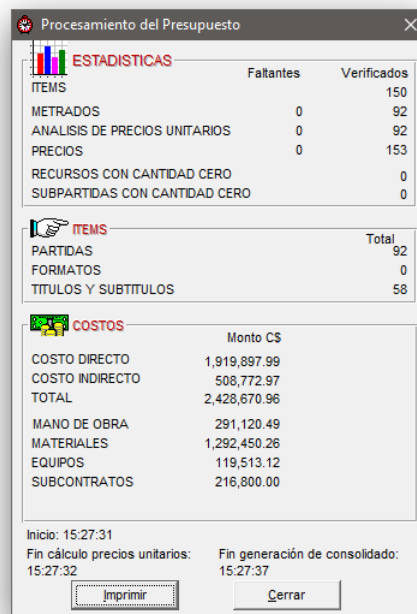 Procesamiento del Presupuesto
ESTADISTICAS
Faltantes Verificados
ITEMS 150
METRADOS 0 92
ANALISIS DE PRECIOS UNITARIOS 0 92
PRECIOS 0 153
RECURSOS CON CANTIDAD CERO 0
SUBPARTIDAS CON CANTIDAD CERO 0
ITEMS
Total
PARTIDAS 92
FORMATOS 0
TITULOS Y SUBTITULOS 58
COSTOS
Monto C$
COSTO DIRECTO 1,919,897.99
COSTO INDIRECTO 508,772.97
TOTAL 2,428,670.96
MANO DE OBRA 291,120.49
MATERIALES 1,292,450.26
EQUIPOS 119,513.12
SUBCONTRATOS 216,800.00
Inicio: 15:27:31
Fin cálculo precios unitarios: Fin generación de consolidado:
15:27:32 15:27:37
Imprimir Cerrar